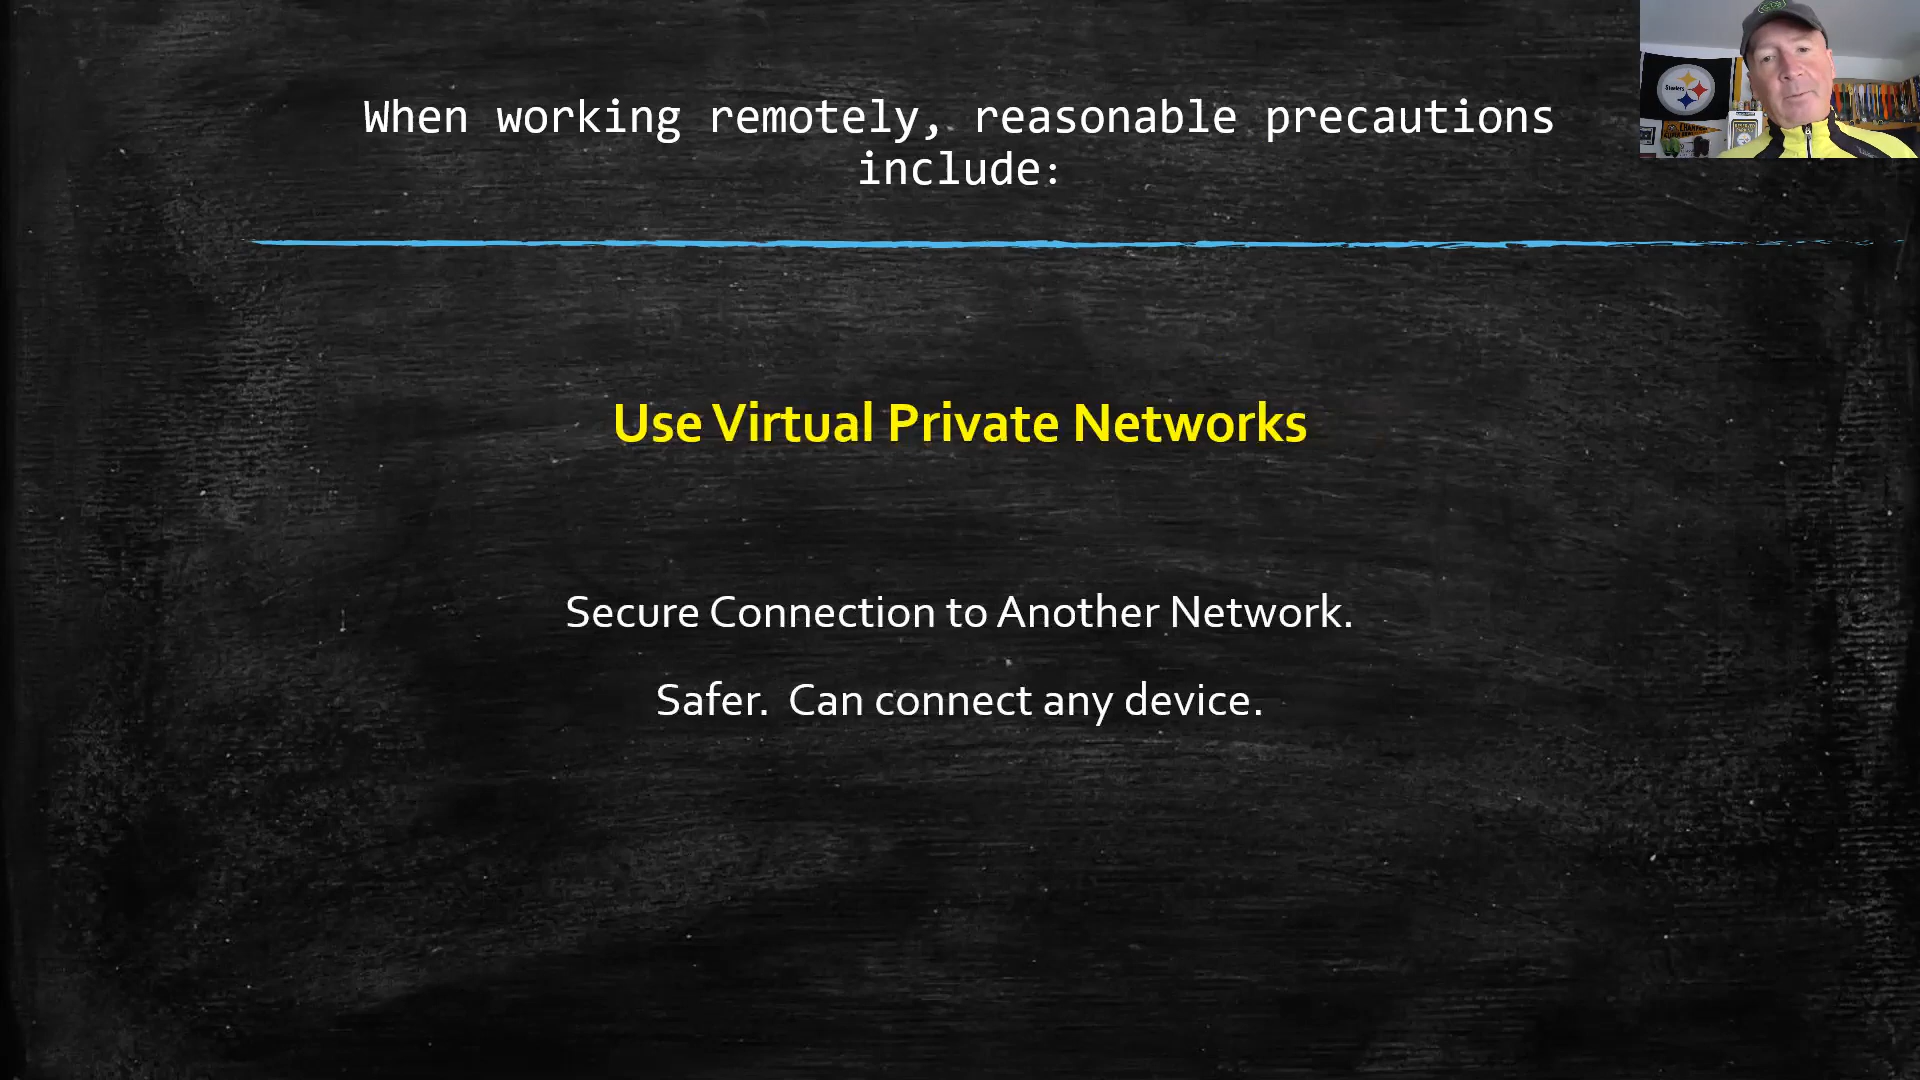 When working remotely, reasonable precautions
include:
Steelers
Use Virtual Private Networks
Secure Connection to Another Network.
Safer.  Can connect any device.